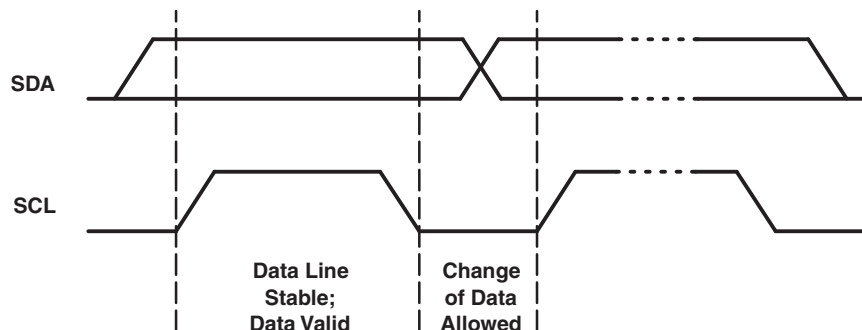 SDA
SCL
Data Line
Stable;
Data Valid
Change
of Data
Allowed